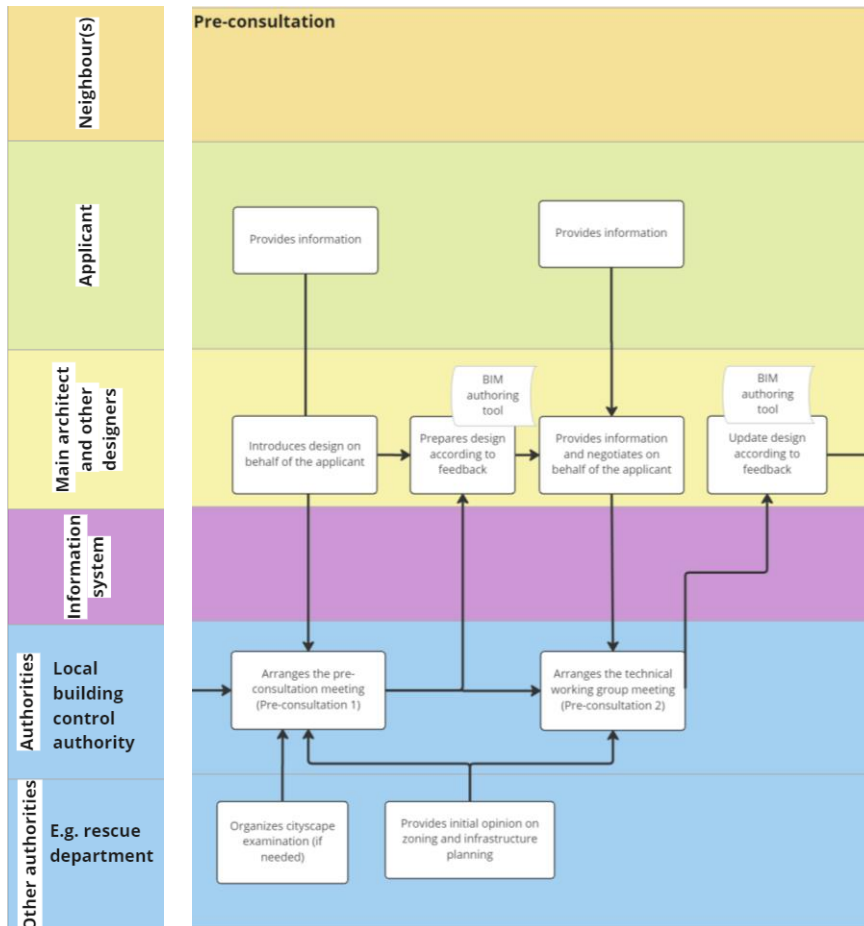 Pre-consultation
Neighbour(s)
Applicant
Provides information
Provides information
Main architect
and other
designers
BIM
authoring
tool
BIM
authoring
tool
Introduces design on
behalf of the applicant
Prepares design
according to
feedback
Provides information
and negotiates on
behalf of the applicant
Update design
according to
feedback
Information
system
Authorities
Local
building
control
authority
Arranges the pre-
consultation meeting
(Pre-consultation 1)
Arranges the technical
working group meeting
(Pre-consultation 2)
Other authorities
E.g. rescue
department
Organizes cityscape
examination (if
needed)
Provides initial opinion on
zoning and infrastructure
planning